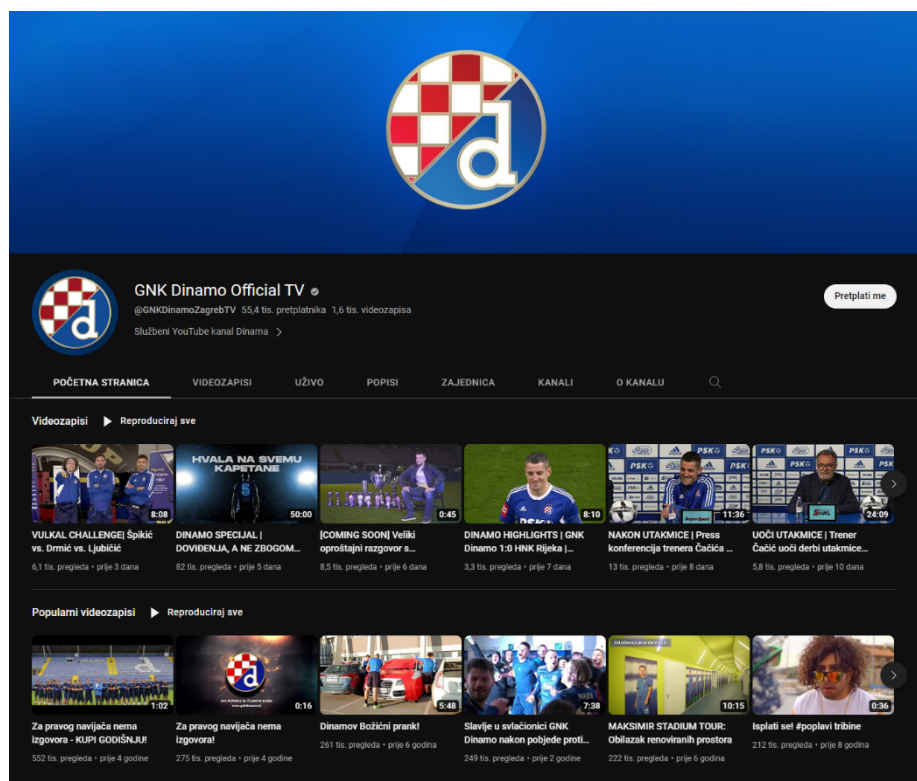 GNK Dinamo Official TV
@GNKDinamoZagrebTV 55,4 tis. pretplatnika 1,6 tis. videozapisa
Službeni YouTube kanal Dinama
Pretplati me
POČETNA STRANICA VIDEOZAPISI UŽIVO POPISI ZAJEDNICA KANALI O KANALU
Videozapisi Reproduciraj sve
HVALA NA SVEMU
KAPETANE
8:08 50:00 0:45 8:10 11:36 24:09
VULKAL CHALLENGE| Špikić
vs. Drmić vs. Ljubičić
6,1 tis. pregleda • prije 3 dana
DINAMO SPECIJAL |
DOVIĐENJA, A NE ZBOGOM...
82 tis. pregleda • prije 5 dana
[COMING SOON] Veliki
oproštajni razgovor s...
8,5 tis. pregleda • prije 6 dana
DINAMO HIGHLIGHTS | GNK
Dinamo 1:0 HNK Rijeka |...
3,3 tis. pregleda • prije 7 dana
NAKON UTAKMICE | Press
konferencija trenera Čačića ...
13 tis. pregleda • prije 8 dana
UOČI UTAKMICE | Trener
Čačić uoči derbi utakmice...
5,8 tis. pregleda • prije 10 dana
Popularni videozapisi Reproduciraj sve
1:02 0:16 5:48 7:38 10:15 0:36
Za pravog navijača nema
izgovora - KUPI GODIŠNJU!
552 tis. pregleda • prije 4 godine
Za pravog navijača nema
izgovora!
275 tis. pregleda • prije 4 godine
Dinamov Božićni prank!
261 tis. pregleda • prije 6 godina
Slavlje u svlačionici GNK
Dinamo nakon pobjede proti...
249 tis. pregleda • prije 2 godine
MAKSIMIR STADIUM TOUR:
Obilazak renoviranih prostora
222 tis. pregleda • prije 6 godina
Isplati se! #poplavi tribine
212 tis. pregleda • prije 8 godina